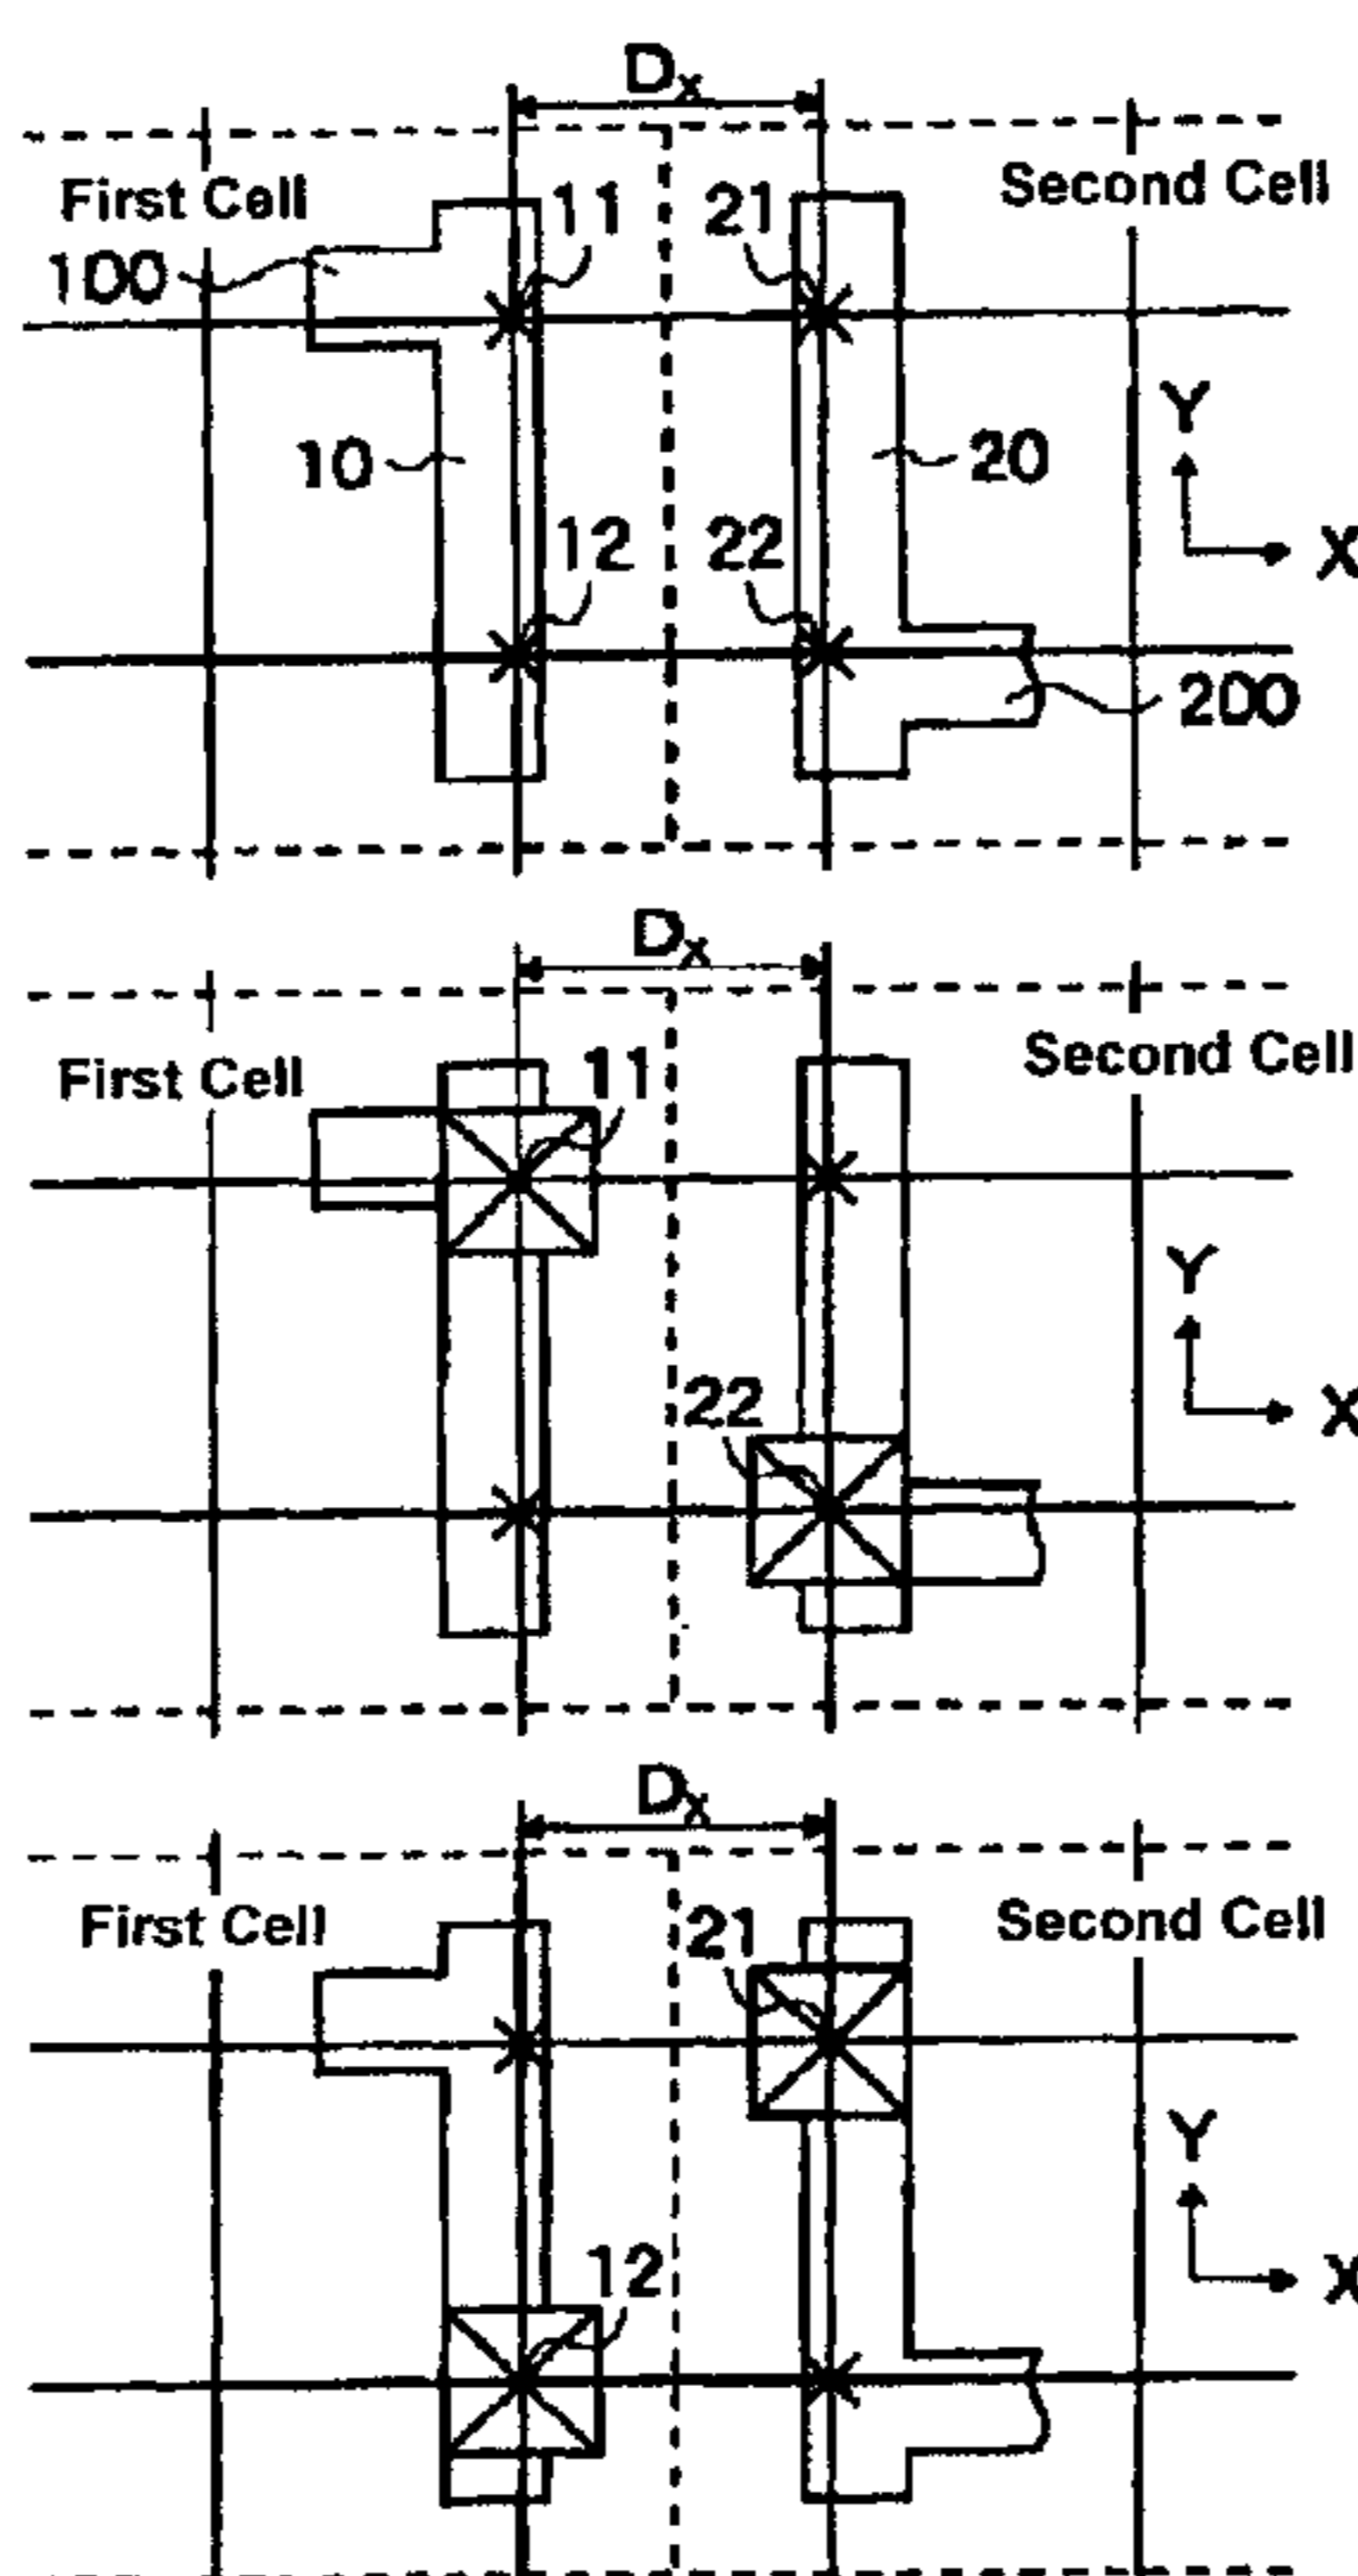 Dx
First Cell
Second Cell
11
21
100
Y
10
20
12
22
X
200
Dx
First Cell
Second Cell
11
Y
22
X
Dx
First Cell
Second Cell
21
Y
12
X